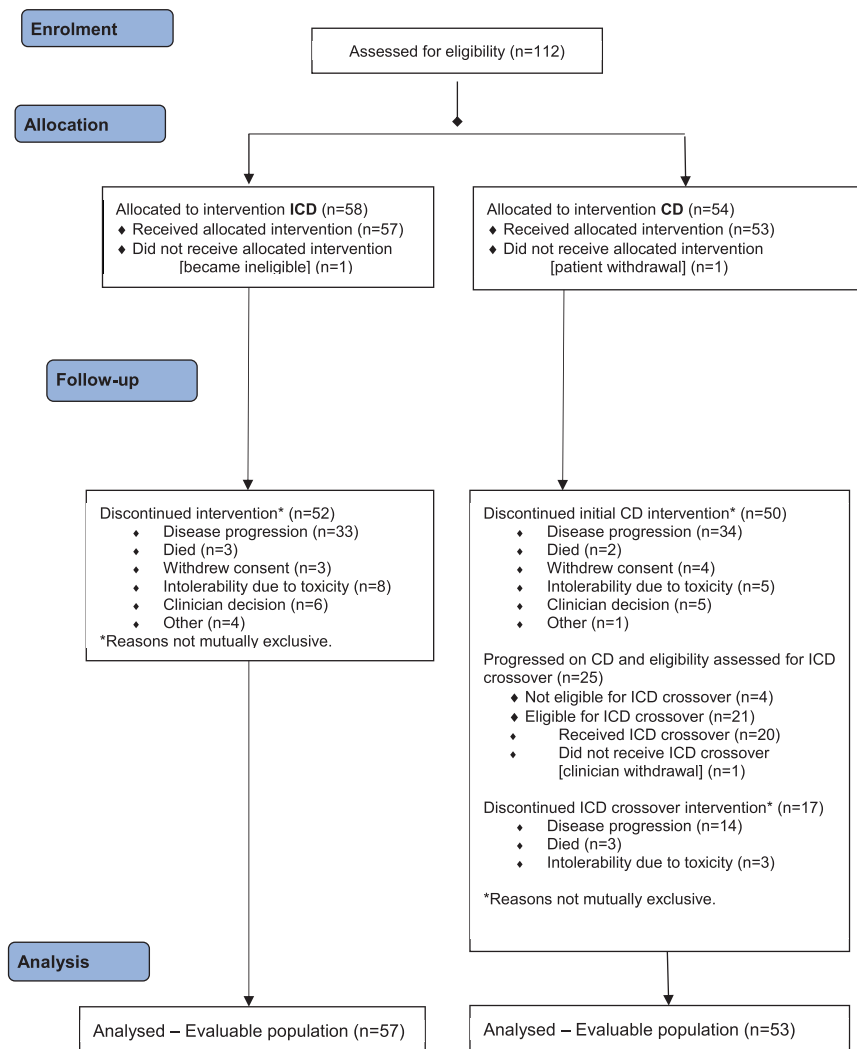 Enrolment
Assessed for eligibility (n=112)
Allocation
Allocated to intervention ICD (n=58)
♦ Received allocated intervention (n=57)
♦ Did not receive allocated intervention
[became ineligible] (n=1)
Allocated to intervention CD (n=54)
♦ Received allocated intervention (n=53)
♦ Did not receive allocated intervention
[patient withdrawal] (n=1)
Follow-up
Discontinued intervention* (n=52)
♦ Disease progression (n=33)
♦ Died (n=3)
♦ Withdrew consent (n=3)
♦ Intolerability due to toxicity (n=8)
♦ Clinician decision (n=6)
♦ Other (n=4)
*Reasons not mutually exclusive.
Discontinued initial CD intervention* (n=50)
♦ Disease progression (n=34)
♦ Died (n=2)
♦ Withdrew consent (n=4)
♦ Intolerability due to toxicity (n=5)
♦ Clinician decision (n=5)
♦ Other (n=1)
Progressed on CD and eligibility assessed for ICD
crossover (n=25)
♦ Not eligible for ICD crossover (n=4)
♦ Eligible for ICD crossover (n=21)
♦ Received ICD crossover (n=20)
♦ Did not receive ICD crossover
[clinician withdrawal] (n=1)
Discontinued ICD crossover intervention* (n=17)
♦ Disease progression (n=14)
♦ Died (n=3)
♦ Intolerability due to toxicity (n=3)
*Reasons not mutually exclusive.
Analysis
Analysed – Evaluable population (n=57)
Analysed – Evaluable population (n=53)